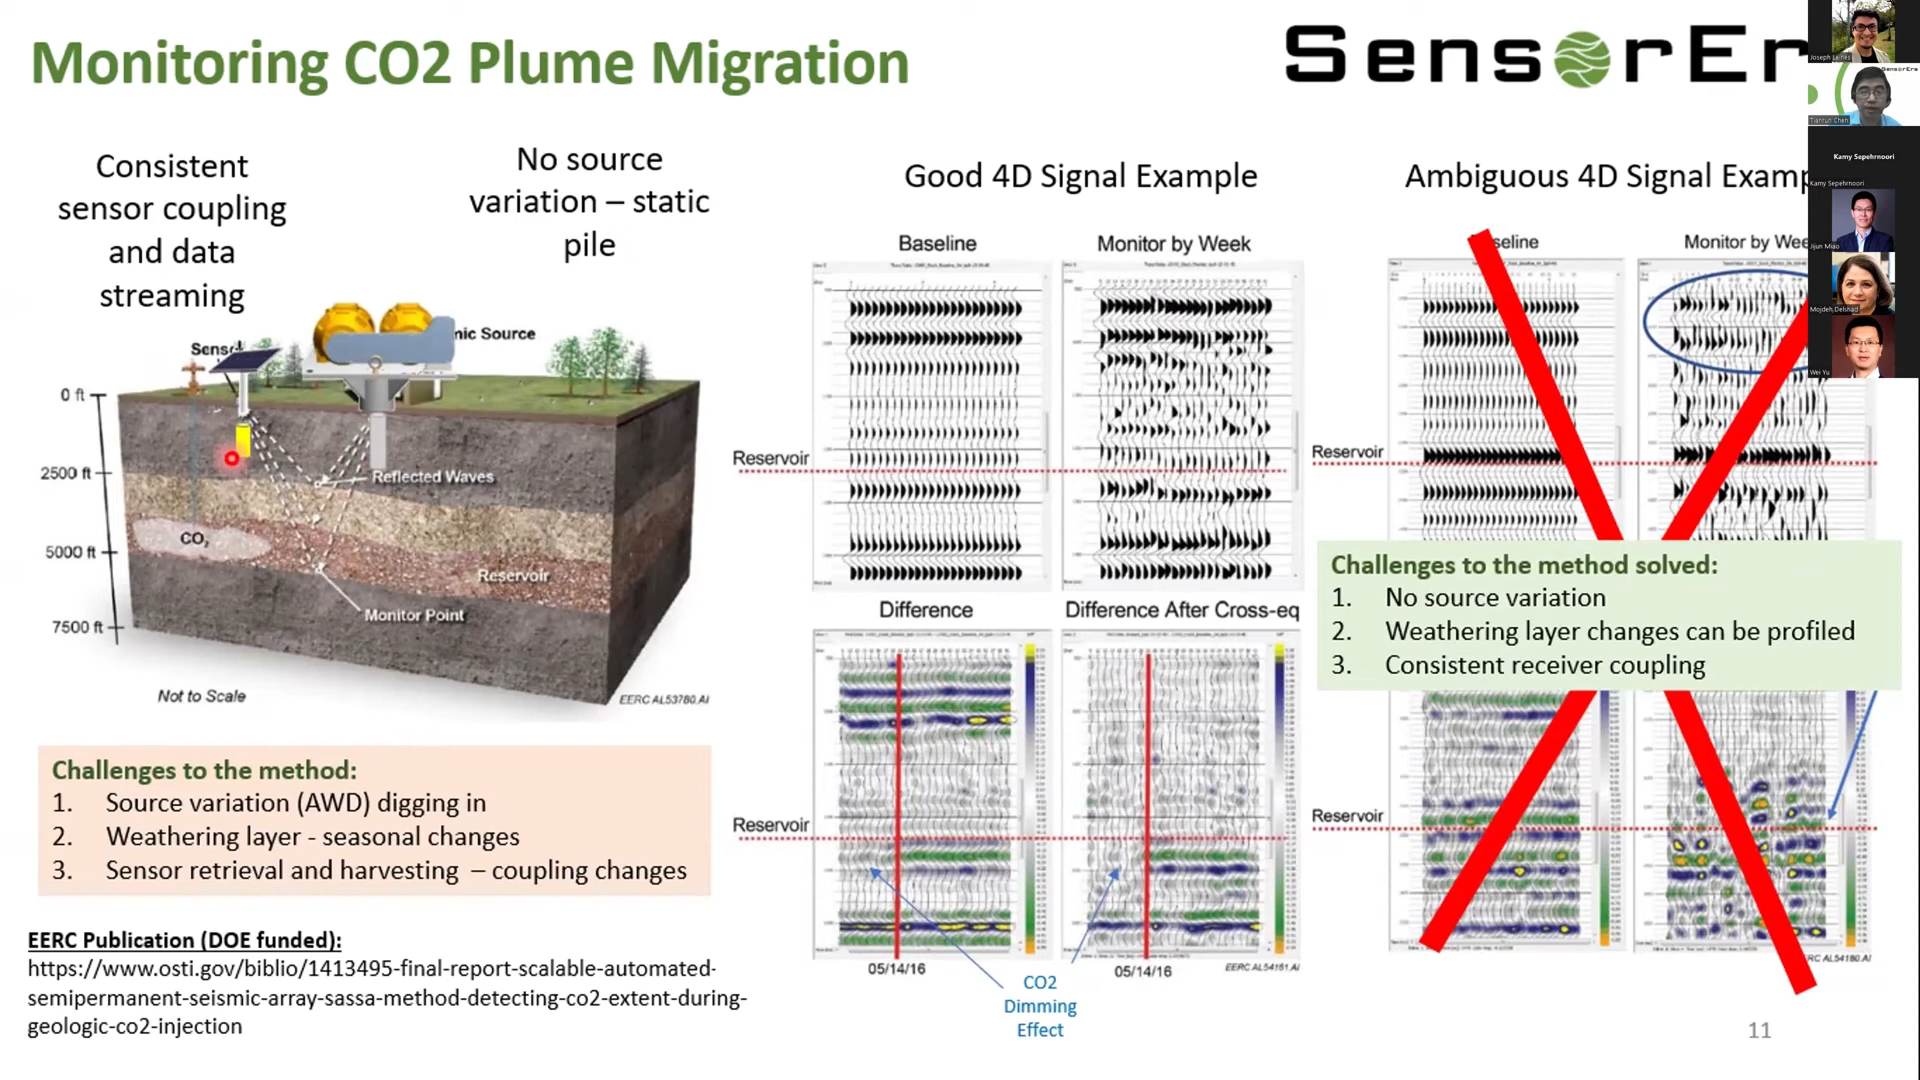 Monitoring CO2 Plume Migration
SensorEr
Consistent
sensor coupling
and data
streaming
No source
variation – static
pile
mic Source
0 ft
2500 ft
5000 ft
7500 ft
Reflected Waves
CO2
Reservoir
Monitor Point
Not to Scale
EERC AL53780.AI
Challenges to the method:
1. Source variation (AWD) digging in
2. Weathering layer - seasonal changes
3. Sensor retrieval and harvesting – coupling changes
EERC Publication (DOE funded):
https://www.osti.gov/biblio/1413495-final-report-scalable-automated-
semipermanent-seismic-array-sassa-method-detecting-co2-extent-during-
geologic-co2-injection
Good 4D Signal Example
Baseline
Monitor by Week
Reservoir
Difference
Difference After Cross-eq
Reservoir
05/14/16
05/14/16
EERC AL54181.AI
CO2
Dimming
Effect
Ambiguous 4D Signal Examp
seline
Monitor by Wee
Reservoir
Challenges to the method solved:
1. No source variation
2. Weathering layer changes can be profiled
3. Consistent receiver coupling
Reservoir
RC AL54180.AI
11
Joseph Leines
SensorEra
Tianrun Chen
Kamy Sepehrnoori
Kamy Sepehrnoori
Jijun Miao
Mojdeh Delshad
Wei Yu